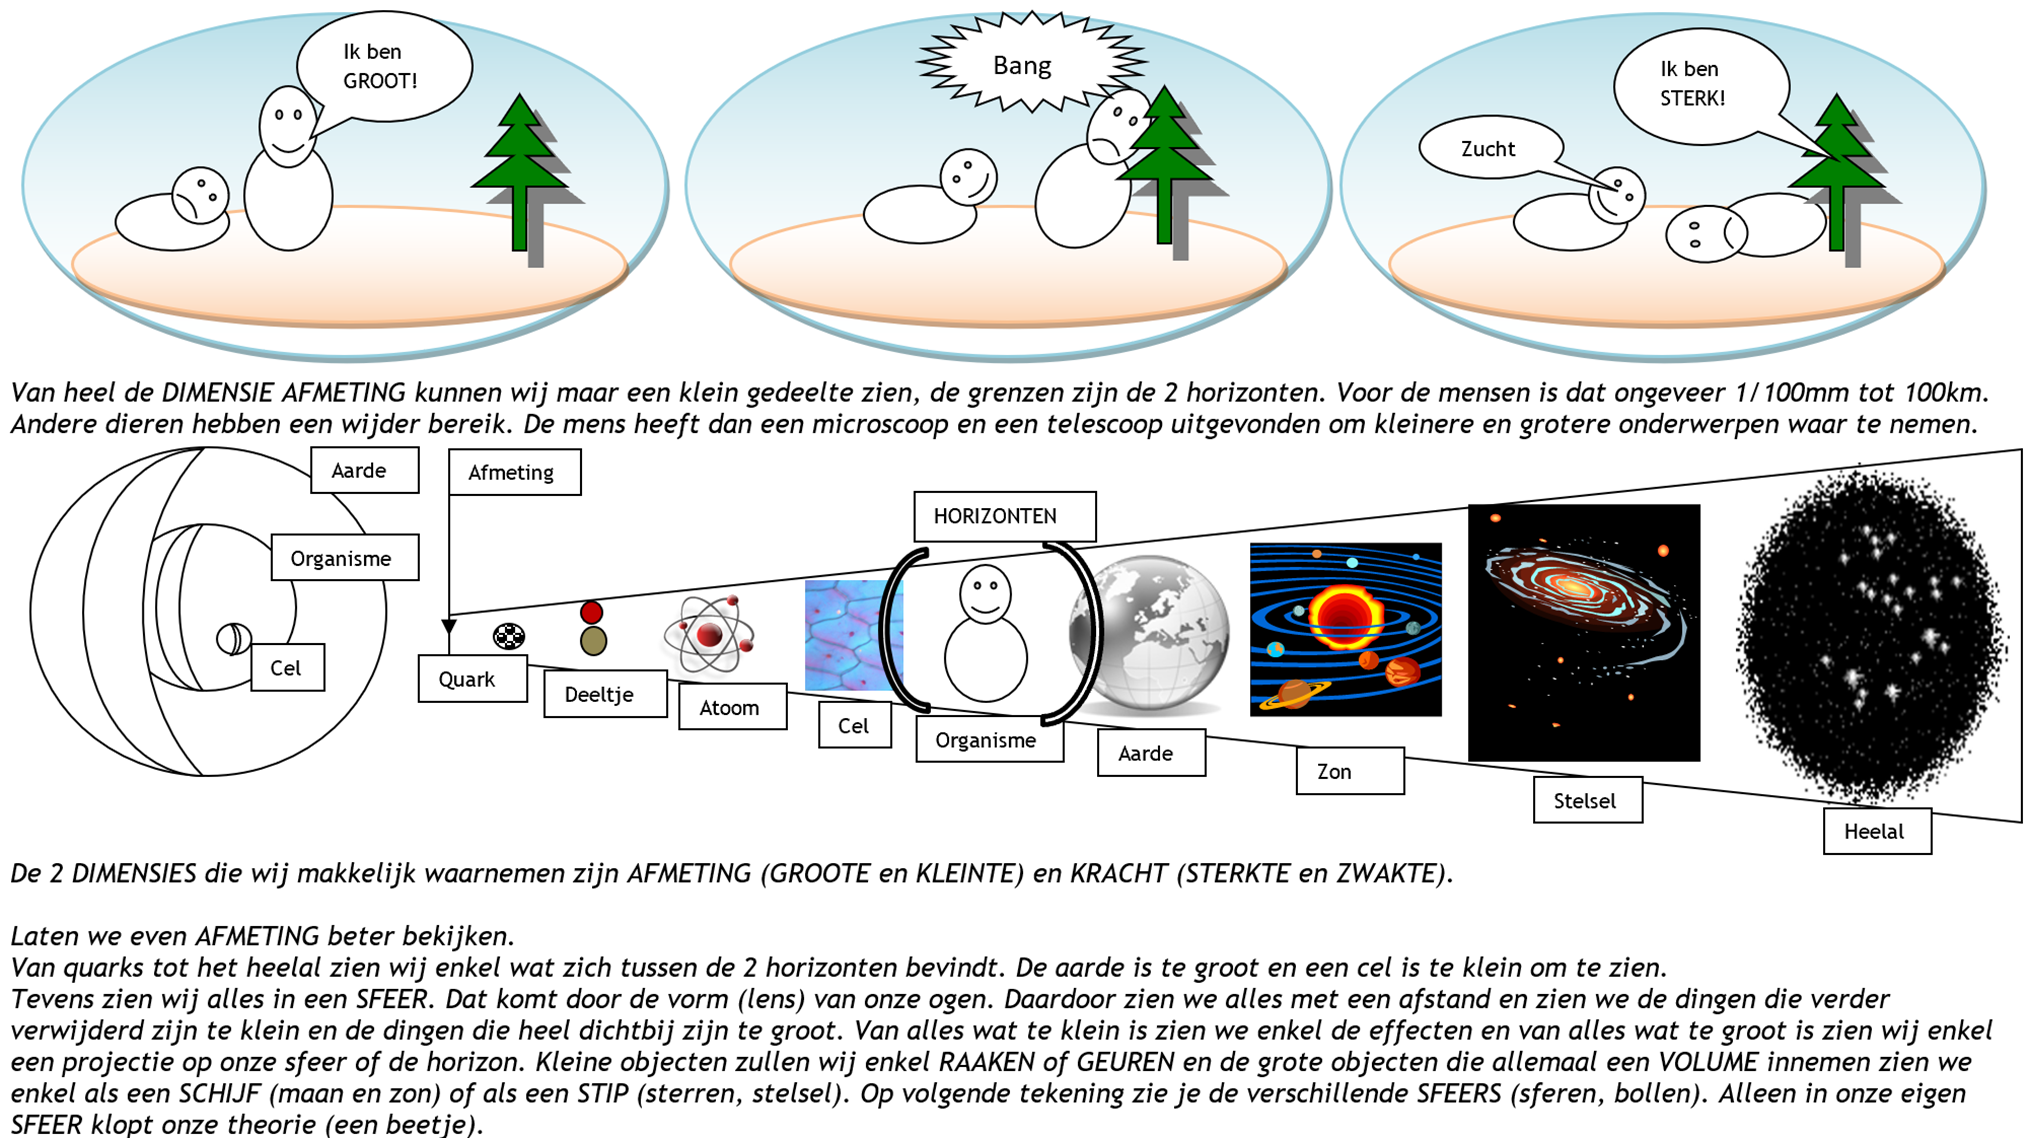 Ik ben
GROOT!
Bang
Zucht
Ik ben
STERK!
Van heel de DIMENSIE AFMETING kunnen wij maar een klein gedeelte zien, de grenzen zijn de 2 horizonten. Voor de mensen is dat ongeveer 1/100mm tot 100km.
Andere dieren hebben een wijder bereik. De mens heeft dan een microscoop en een telescoop uitgevonden om kleinere en grotere onderwerpen waar te nemen.
Aarde
Organisme
Cel
Afmeting
HORIZONTEN
Quark
Deeltje
Atoom
Cel
Organisme
Aarde
Zon
Stelsel
Heelal
De 2 DIMENSIES die wij makkelijk waarnemen zijn AFMETING (GROOTE en KLEINTE) en KRACHT (STERKTE en ZWAKTE).
Laten we even AFMETING beter bekijken.
Van quarks tot het heelal zien wij enkel wat zich tussen de 2 horizonten bevindt. De aarde is te groot en een cel is te klein om te zien.
Tevens zien wij alles in een SFEER. Dat komt door de vorm (lens) van onze ogen. Daardoor zien we alles met een afstand en zien we de dingen die verder
verwijderd zijn te klein en de dingen die heel dichtbij zijn te groot. Van alles wat te klein is zien we enkel de effecten en van alles wat te groot is zien wij enkel
een projectie op onze sfeer of de horizon. Kleine objecten zullen wij enkel RAAKEN of GEUREN en de grote objecten die allemaal een VOLUME innemen zien we
enkel als een SCHIJF (maan en zon) of als een STIP (sterren, stelsel). Op volgende tekening zie je de verschillende SFEERS (sferen, bollen). Alleen in onze eigen
SFEER klopt onze theorie (een beetje).